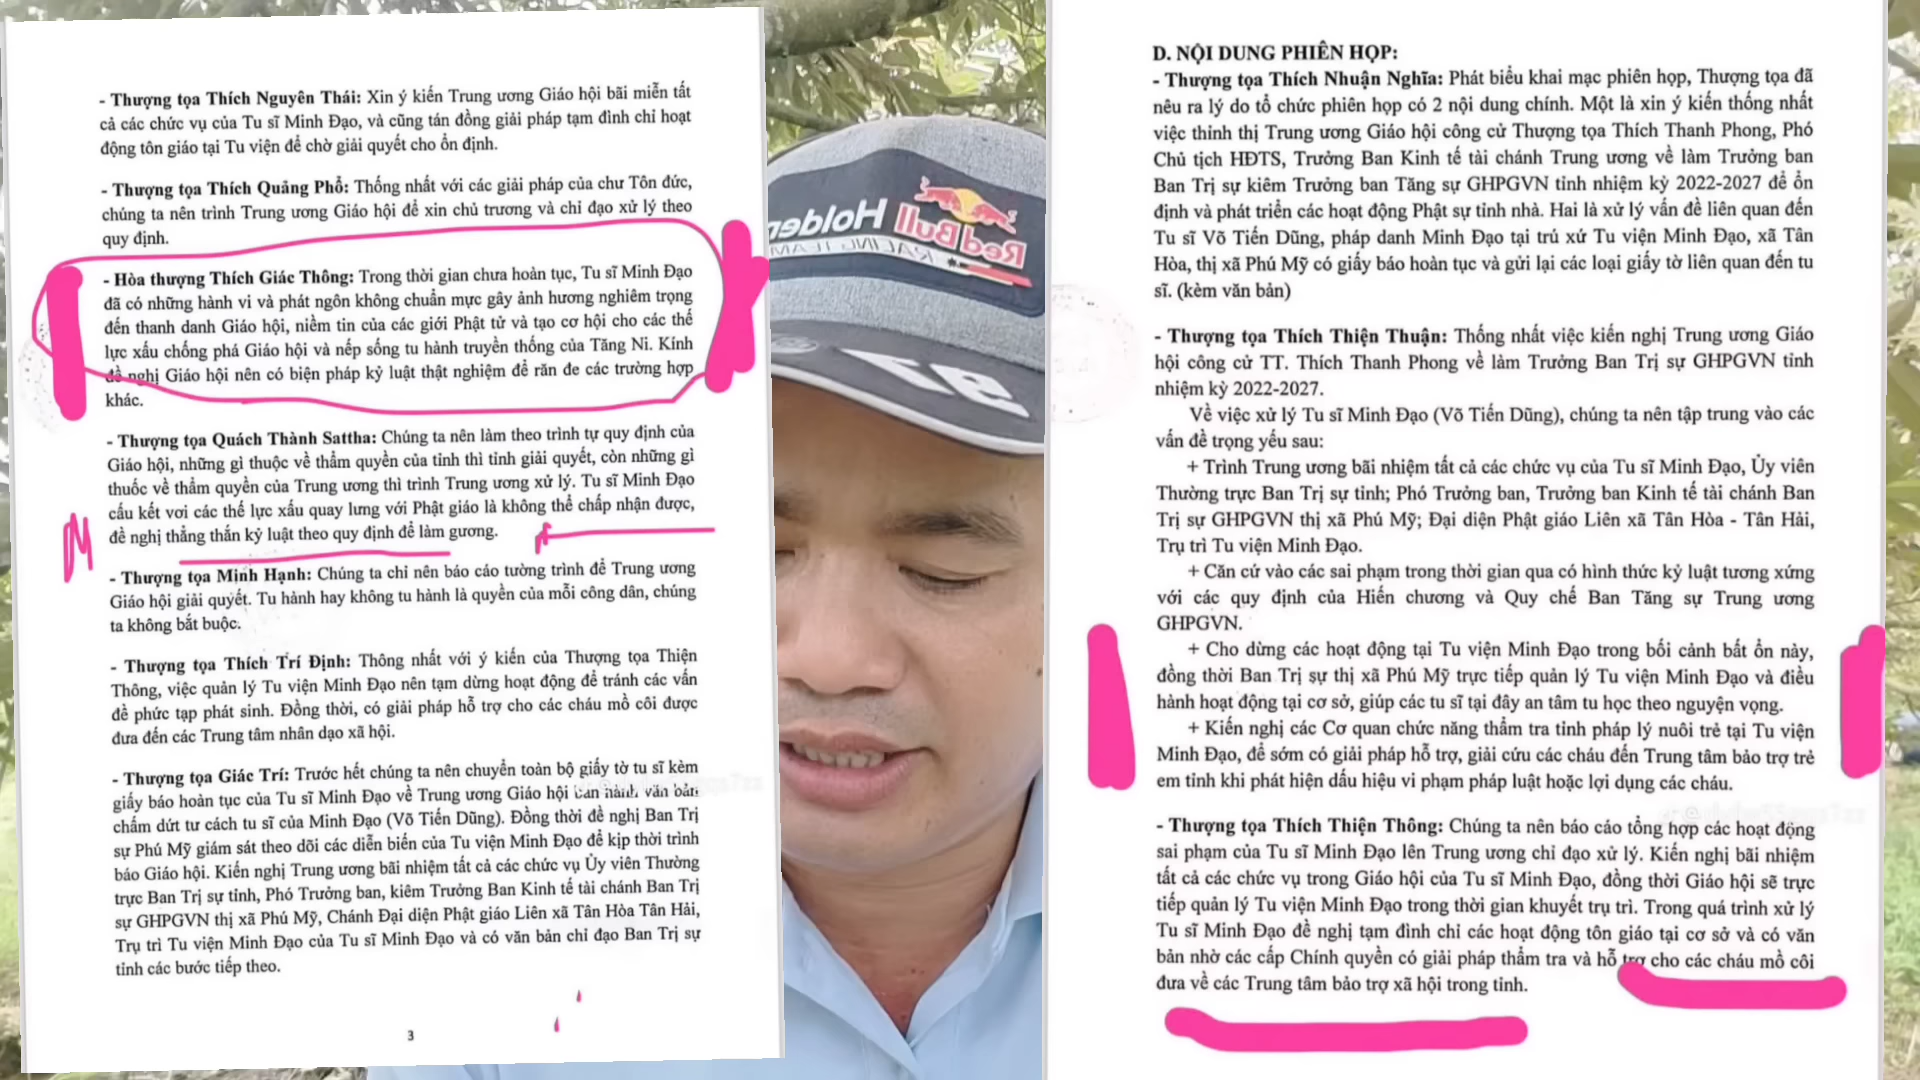 - Thượng tọa Thích Nguyên Thái: Xin ý kiến Trung ương Giáo hội bãi miễn tất
cả các chức vụ của Tu sĩ Minh Đạo, và cũng tán đồng giải pháp tạm đình chỉ hoạt
động tôn giáo tại Tu viện để chờ giải quyết cho ổn định.
- Thượng tọa Thích Quảng Phổ: Thống nhất với các giải pháp của chư Tôn đức,
chúng ta nên trình Trung ương Giáo hội để xin chủ trương và chỉ đạo xử lý theo
quy định.
- Hòa thượng Thích Giác Thông: Trong thời gian chưa hoàn tục, Tu sĩ Minh Đạo
đã có những hành vi và phát ngôn không chuẩn mực gây ảnh hương nghiêm trọng
đến thanh danh Giáo hội, niềm tin của các giới Phật tử và tạo cơ hội cho các thế
lực xấu chống phá Giáo hội và nếp sống tu hành truyền thống của Tăng Ni. Kính
đề nghị Giáo hội nên có biện pháp kỷ luật thật nghiệm để răn đe các trường hợp
khác.
- Thượng tọa Quách Thành Sattha: Chúng ta nên làm theo trình tự quy định của
Giáo hội, những gì thuộc về thẩm quyền của tỉnh thì tỉnh giải quyết, còn những gì
thuốc về thẩm quyền của Trung ương thì trình Trung ương xử lý. Tu sĩ Minh Đạo
cấu kết vơi các thế lực xấu quay lưng với Phật giáo là không thể chấp nhận được,
đề nghị thẳng thắn kỷ luật theo quy định để làm gương.
- Thượng tọa Minh Hạnh: Chúng ta chỉ nên báo cáo tường trình để Trung ương
Giáo hội giải quyết. Tu hành hay không tu hành là quyền của mỗi công dân, chúng
ta không bắt buộc.
- Thượng tọa Thích Trí Định: Thông nhất với ý kiến của Thượng tọa Thiện
Thông, việc quản lý Tu viện Minh Đạo nên tạm dừng hoạt động để tránh các vấn
đề phức tạp phát sinh. Đồng thời, có giải pháp hỗ trợ cho các cháu mồ côi được
đưa đến các Trung tâm nhân dạo xã hội.
- Thượng tọa Giác Trí: Trước hết chúng ta nên chuyển toàn bộ giấy tờ tu sĩ kèm
giấy báo hoàn tục của Tu sĩ Minh Đạo về Trung ương Giáo hội ban hành văn bản
chấm dứt tư cách tu sĩ của Minh Đạo (Võ Tiến Dũng). Đồng thời đề nghị Ban Trị
sự Phú Mỹ giám sát theo dõi các diễn biến của Tu viện Minh Đạo để kịp thời trình
báo Giáo hội. Kiến nghị Trung ương bãi nhiệm tất cả các chức vụ Ủy viên Thường
trực Ban Trị sự tỉnh, Phó Trưởng ban, kiêm Trưởng Ban Kinh tế tài chánh Ban Trị
sự GHPGVN thị xã Phú Mỹ, Chánh Đại diện Phật giáo Liên xã Tân Hòa Tân Hải,
Trụ trì Tu viện Minh Đạo của Tu sĩ Minh Đạo và có văn bản chỉ đạo Ban Trị sự
tỉnh các bước tiếp theo.
3
Holden
Red Bull
RACING TEAM
97
D. NỘI DUNG PHIÊN HỌP:
- Thượng tọa Thích Nhuận Nghĩa: Phát biểu khai mạc phiên họp, Thượng tọa đã
nêu ra lý do tổ chức phiên họp có 2 nội dung chính. Một là xin ý kiến thống nhất
việc thỉnh thị Trung ương Giáo hội công cử Thượng tọa Thích Thanh Phong, Phó
Chủ tịch HĐTS, Trưởng Ban Kinh tế tài chánh Trung ương về làm Trưởng ban
Ban Trị sự kiêm Trưởng ban Tăng sự GHPGVN tỉnh nhiệm kỳ 2022-2027 để ổn
định và phát triển các hoạt động Phật sự tỉnh nhà. Hai là xử lý vấn đề liên quan đến
Tu sĩ Võ Tiến Dũng, pháp danh Minh Đạo tại trú xứ Tu viện Minh Đạo, xã Tân
Hòa, thị xã Phú Mỹ có giấy báo hoàn tục và gửi lại các loại giấy tờ liên quan đến tu
sĩ. (kèm văn bản)
- Thượng tọa Thích Thiện Thuận: Thống nhất việc kiến nghị Trung ương Giáo
hội công cử TT. Thích Thanh Phong về làm Trưởng Ban Trị sự GHPGVN tỉnh
nhiệm kỳ 2022-2027.
Về việc xử lý Tu sĩ Minh Đạo (Võ Tiến Dũng), chúng ta nên tập trung vào các
vấn đề trọng yếu sau:
+ Trình Trung ương bãi nhiệm tất cả các chức vụ của Tu sĩ Minh Đạo, Ủy viên
Thường trực Ban Trị sự tỉnh; Phó Trưởng ban, Trưởng ban Kinh tế tài chánh Ban
Trị sự GHPGVN thị xã Phú Mỹ; Đại diện Phật giáo Liên xã Tân Hòa - Tân Hải,
Trụ trì Tu viện Minh Đạo.
+ Căn cứ vào các sai phạm trong thời gian qua có hình thức kỷ luật tương xứng
với các quy định của Hiến chương và Quy chế Ban Tăng sự Trung ương
GHPGVN.
+ Cho dừng các hoạt động tại Tu viện Minh Đạo trong bối cảnh bất ổn này,
đồng thời Ban Trị sự thị xã Phú Mỹ trực tiếp quản lý Tu viện Minh Đạo và điều
hành hoạt động tại cơ sở, giúp các tu sĩ tại đây an tâm tu học theo nguyện vọng.
+ Kiến nghị các Cơ quan chức năng thẩm tra tỉnh pháp lý nuôi trẻ tại Tu viện
Minh Đạo, để sớm có giải pháp hỗ trợ, giải cứu các cháu đến Trung tâm bảo trợ trẻ
em tỉnh khi phát hiện dấu hiệu vi phạm pháp luật hoặc lợi dụng các cháu.
- Thượng tọa Thích Thiện Thông: Chúng ta nên báo cáo tổng hợp các hoạt động
sai phạm của Tu sĩ Minh Đạo lên Trung ương chỉ đạo xử lý. Kiến nghị bãi nhiệm
tất cả các chức vụ trong Giáo hội của Tu sĩ Minh Đạo, đồng thời Giáo hội sẽ trực
tiếp quản lý Tu viện Minh Đạo trong thời gian khuyết trụ trì. Trong quá trình xử lý
Tu sĩ Minh Đạo đề nghị tạm đình chỉ các hoạt động tôn giáo tại cơ sở và có văn
bản nhờ các cấp Chính quyền có giải pháp thẩm tra và hỗ trợ cho các cháu mồ côi
đưa về các Trung tâm bảo trợ xã hội trong tỉnh.